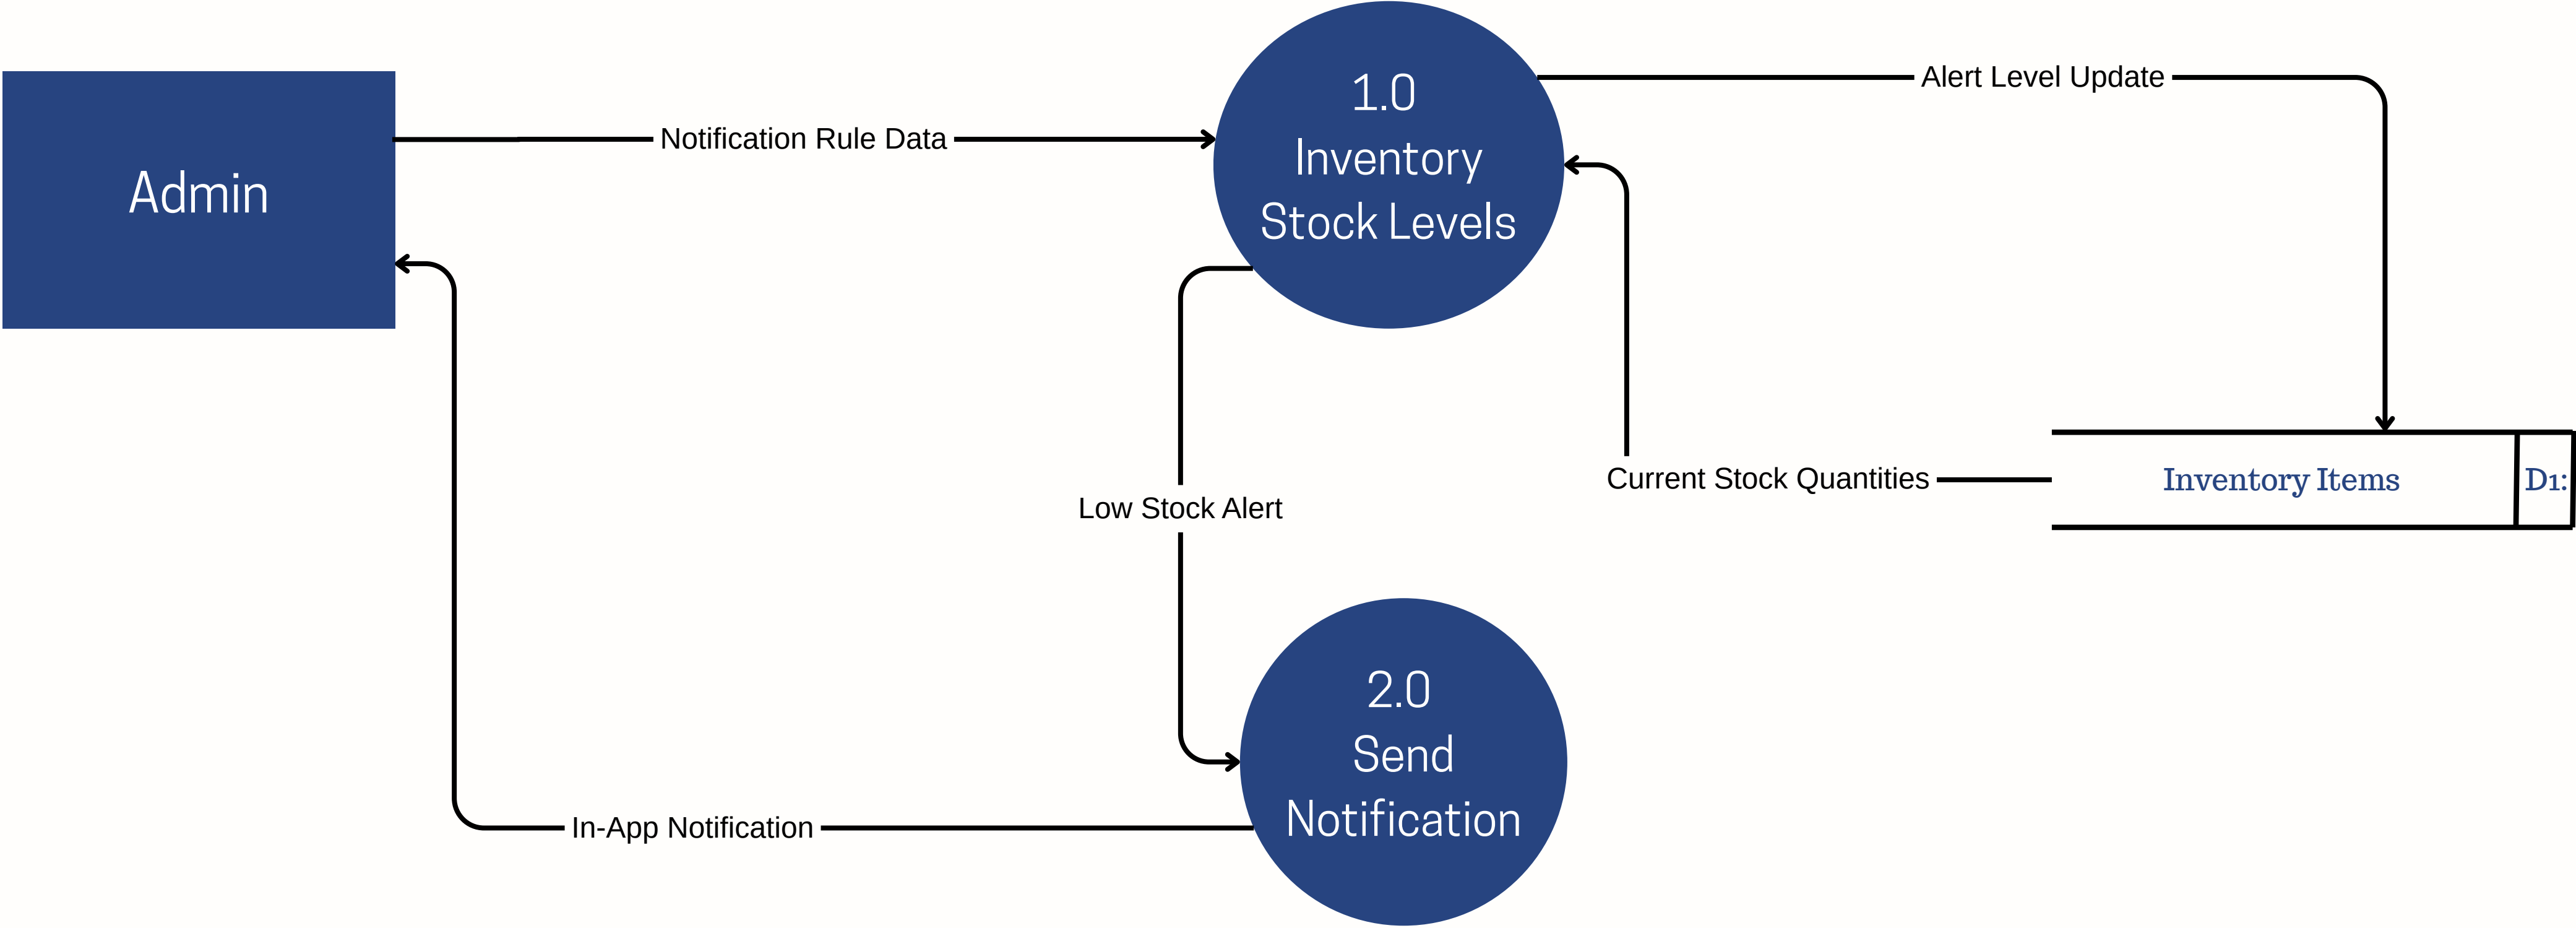 Admin
Notification Rule Data
1.0
Inventory
Stock Levels
Alert Level Update
Current Stock Quantities
Inventory Items
D1:
Low Stock Alert
2.0
Send
Notification
In-App Notification